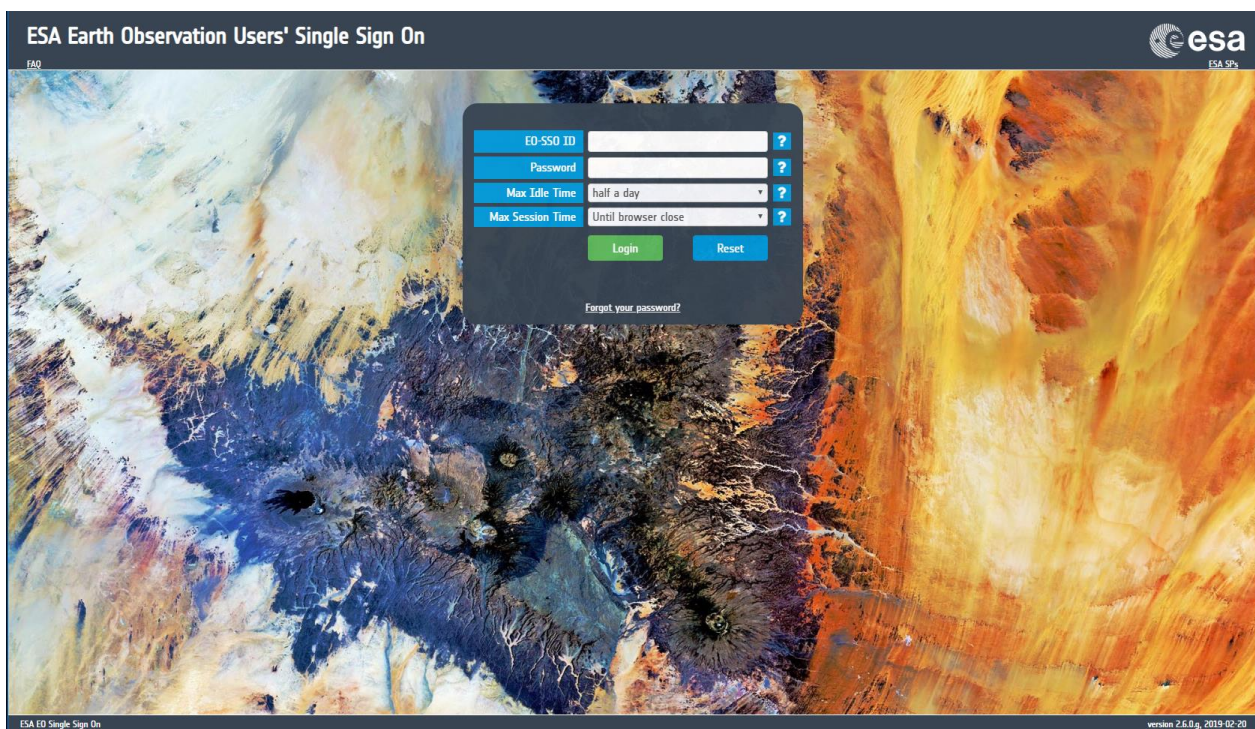 ESA Earth Observation Users' Single Sign On
esa
FAQ
ESA SPs
EO-SSO ID
?
Password
?
Max Idle Time
half a day
?
Max Session Time
Until browser close
?
Login
Reset
Forgot your password?
ESA EO Single Sign On
version 2.6.0.g, 2019-02-20